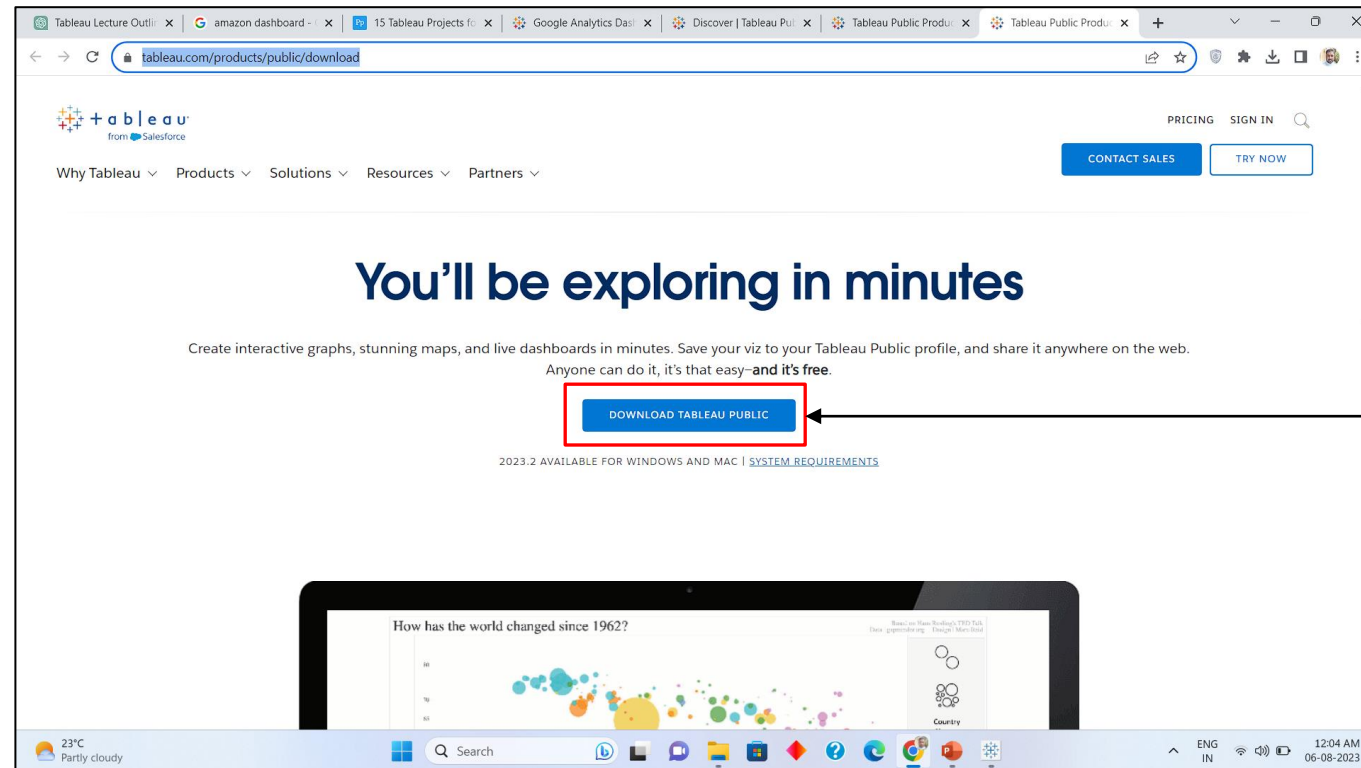 Tableau Lecture Outlin
amazon dashboard -
15 Tableau Projects fo
Google Analytics Dash
Discover | Tableau Pub
Tableau Public Produc
Tableau Public Produc
tableau.com/products/public/download
+ a b l e a u
from Salesforce
PRICING SIGN IN
CONTACT SALES TRY NOW
Why Tableau Products Solutions Resources Partners
You'll be exploring in minutes
Create interactive graphs, stunning maps, and live dashboards in minutes. Save your viz to your Tableau Public profile, and share it anywhere on the web.
Anyone can do it, it's that easy–and it's free.
DOWNLOAD TABLEAU PUBLIC
2023.2 AVAILABLE FOR WINDOWS AND MAC | SYSTEM REQUIREMENTS
How has the world changed since 1962?
Country
23°C
Partly cloudy
Search
ENG
IN
12:04 AM
06-08-2023